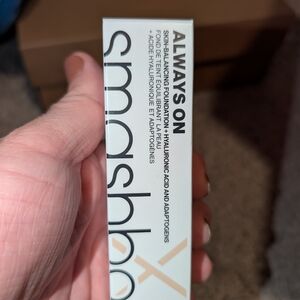 ALWAYS ON
SKIN-BALANCING FOUNDATION + HYALURONIC ACID AND ADAPTOGENS
FOND DE TEINT ÉQUILIBRANT LA PEAU
+ ACIDE HYALURONIQUE ET ADAPTOGÈNES
smashbo